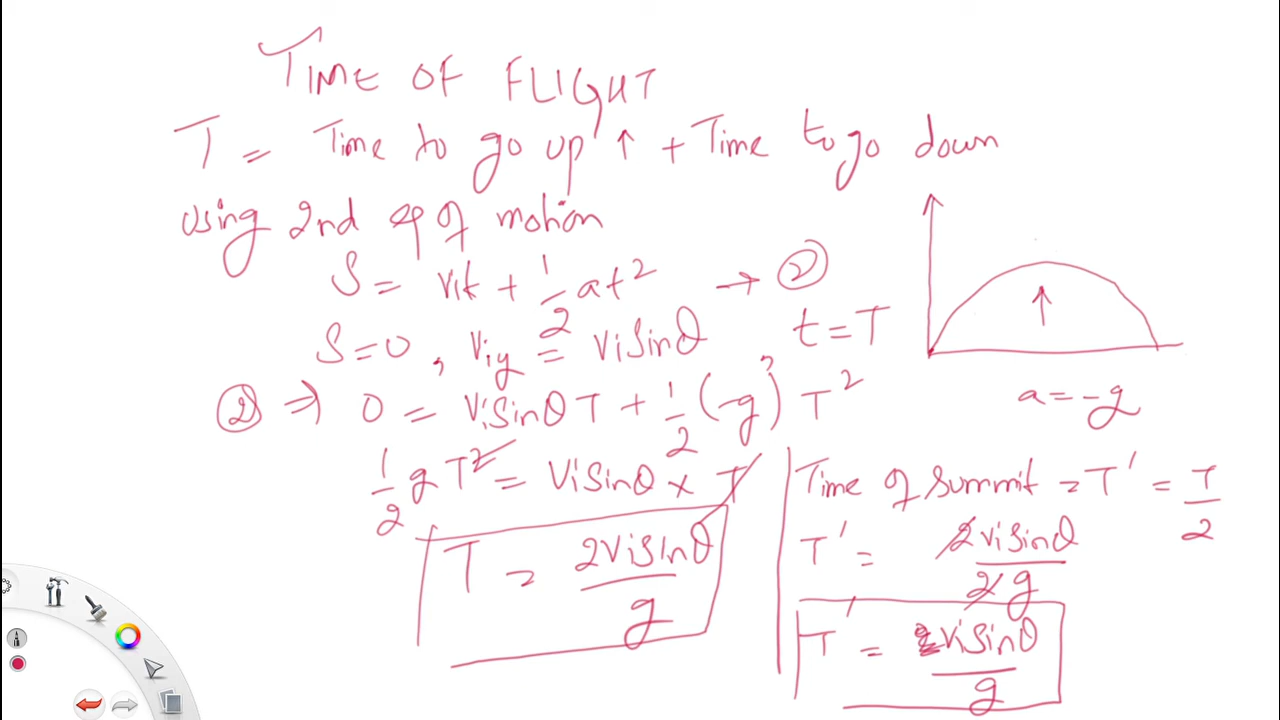 TIME OF FLIGHT
T = Time to go up ↑ + Time to go down
using 2nd eq of motion
S = vit + 1/2 at² → ②
S=0, viy = viSinθ, t=T
② ⇒ 0 = viSinθ T + 1/2 (-g) T²
a = -g
1/2 g T² = viSinθ × T
T = 2viSinθ/g
Time of Summit = T' = T/2
T' = 2viSinθ/2g
T' = viSinθ/g